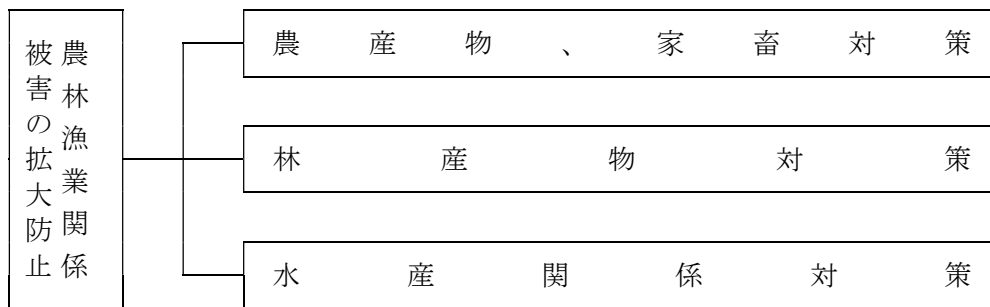 農林漁業関係
被害の拡大防止
農産物、家畜対策
林産物対策
水産関係対策